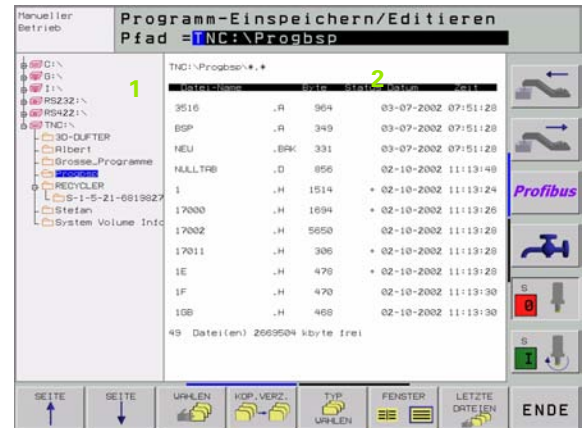 Manueller
Betrieb
Programm-Einspeichern/Editieren
Pfad =TNC:\Progbsp
C:\
G:\
I:\
RS232:\
RS422:\
TNC:\
3D-DUFTER
Albert
Grosse_Programme
Progbsp
RECYCLER
S-1-5-21-6819827
Stefan
System Volume Info
1
2
TNC:\Progbsp\*.*
Datei-Name Byte Status Datum Zeit
3516 .A 964 03-07-2002 07:51:28
BSP .A 349 03-07-2002 07:51:28
NEU .BAK 331 03-07-2002 07:51:28
NULLTAB .D 856 02-10-2002 11:13:48
1 .H 1514 + 02-10-2002 11:13:24
17000 .H 1694 + 02-10-2002 11:13:26
17002 .H 5650 02-10-2002 11:13:28
17011 .H 306 + 02-10-2002 11:13:28
1E .H 478 + 02-10-2002 11:13:28
1F .H 470 02-10-2002 11:13:30
1GB .H 468 02-10-2002 11:13:30
49 Datei(en) 2669504 kbyte frei
Profibus
S
0
S
I
SEITE
SEITE
WÄHLEN
KOP.VERZ.
TYP
WÄHLEN
FENSTER
LETZTE
DATEIEN
ENDE